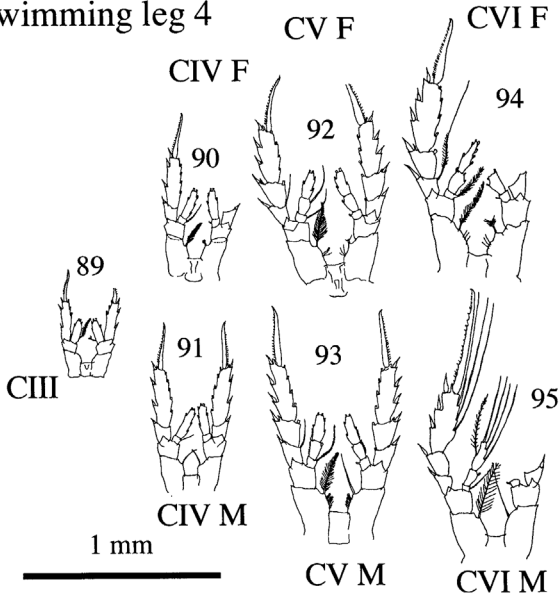 wimming leg 4
CV F
CVI F
CIV F
94
92
90
89
91
93
95
CIII
CIV M
1 mm
CV M
CVI M